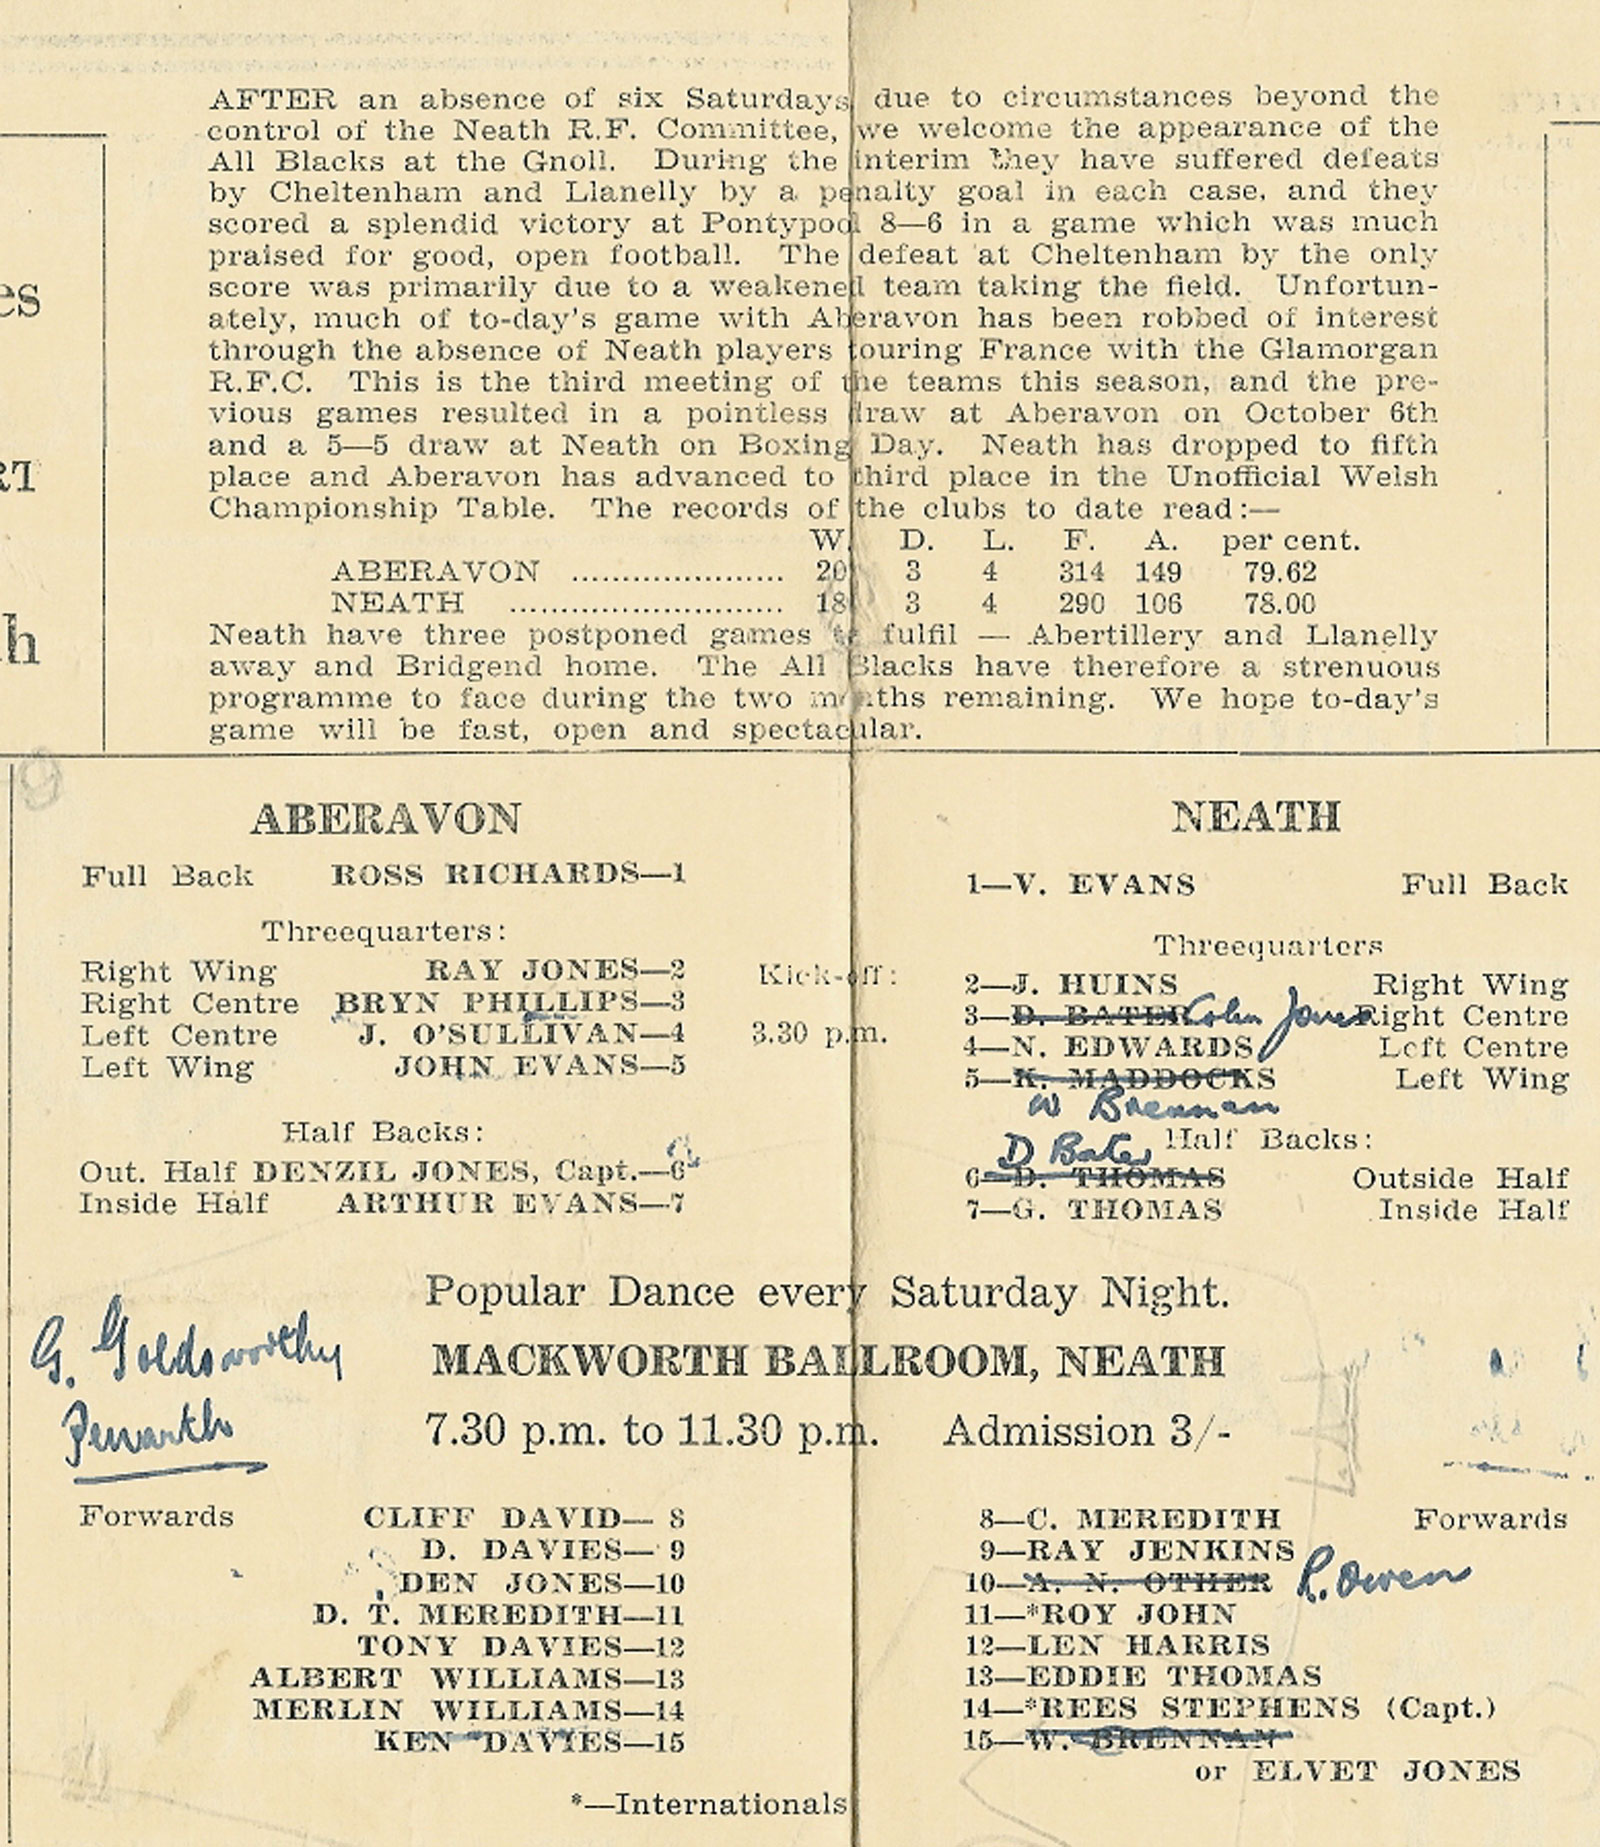 AFTER an absence of six Saturdays, due to circumstances beyond the
control of the Neath R.F. Committee, we welcome the appearance of the
All Blacks at the Gnoll. During the interim they have suffered defeats
by Cheltenham and Llanelly by a penalty goal in each case, and they
scored a splendid victory at Pontypool 8—6 in a game which was much
praised for good, open football. The defeat at Cheltenham by the only
score was primarily due to a weakened team taking the field. Unfortun-
ately, much of to-day's game with Aberavon has been robbed of interest
through the absence of Neath players touring France with the Glamorgan
R.F.C. This is the third meeting of the teams this season, and the pre-
vious games resulted in a pointless draw at Aberavon on October 6th
and a 5—5 draw at Neath on Boxing Day. Neath has dropped to fifth
place and Aberavon has advanced to third place in the Unofficial Welsh
Championship Table. The records of the clubs to date read:—
W. D. L. F. A. per cent.
ABERAVON ...................... 20 3 4 314 149 79.62
NEATH ............................ 18 3 4 290 106 78.00
Neath have three postponed games to fulfil — Abertillery and Llanelly
away and Bridgend home. The All Blacks have therefore a strenuous
programme to face during the two months remaining. We hope to-day's
game will be fast, open and spectacular.
es
RT
h
9
ABERAVON
Full Back ROSS RICHARDS—1
Threequarters:
Right Wing RAY JONES—2
Right Centre BRYN PHILLIPS—3
Left Centre J. O'SULLIVAN—4
Left Wing JOHN EVANS—5
Half Backs:
Out. Half DENZIL JONES, Capt.—6
Inside Half ARTHUR EVANS—7
Kick-off:
3.30 p.m.
NEATH
1—V. EVANS Full Back
Threequarters
2—J. HUINS Right Wing
3—D. BATER Colin Jones Right Centre
4—N. EDWARDS Left Centre
5—K. MADDOCKS Left Wing
W Brennan
D Bater Half Backs:
6—D. THOMAS Outside Half
7—G. THOMAS Inside Half
Popular Dance every Saturday Night.
MACKWORTH BALLROOM, NEATH
7.30 p.m. to 11.30 p.m. Admission 3/-
G. Goldsworthy
Penarth
Forwards CLIFF DAVID— 8
D. DAVIES— 9
DEN JONES—10
D. T. MEREDITH—11
TONY DAVIES—12
ALBERT WILLIAMS—13
MERLIN WILLIAMS—14
KEN DAVIES—15
8—C. MEREDITH Forwards
9—RAY JENKINS
10—A. N. OTHER R. Owen
11—*ROY JOHN
12—LEN HARRIS
13—EDDIE THOMAS
14—*REES STEPHENS (Capt.)
15—W. BRENNAN
or ELVET JONES
*—Internationals